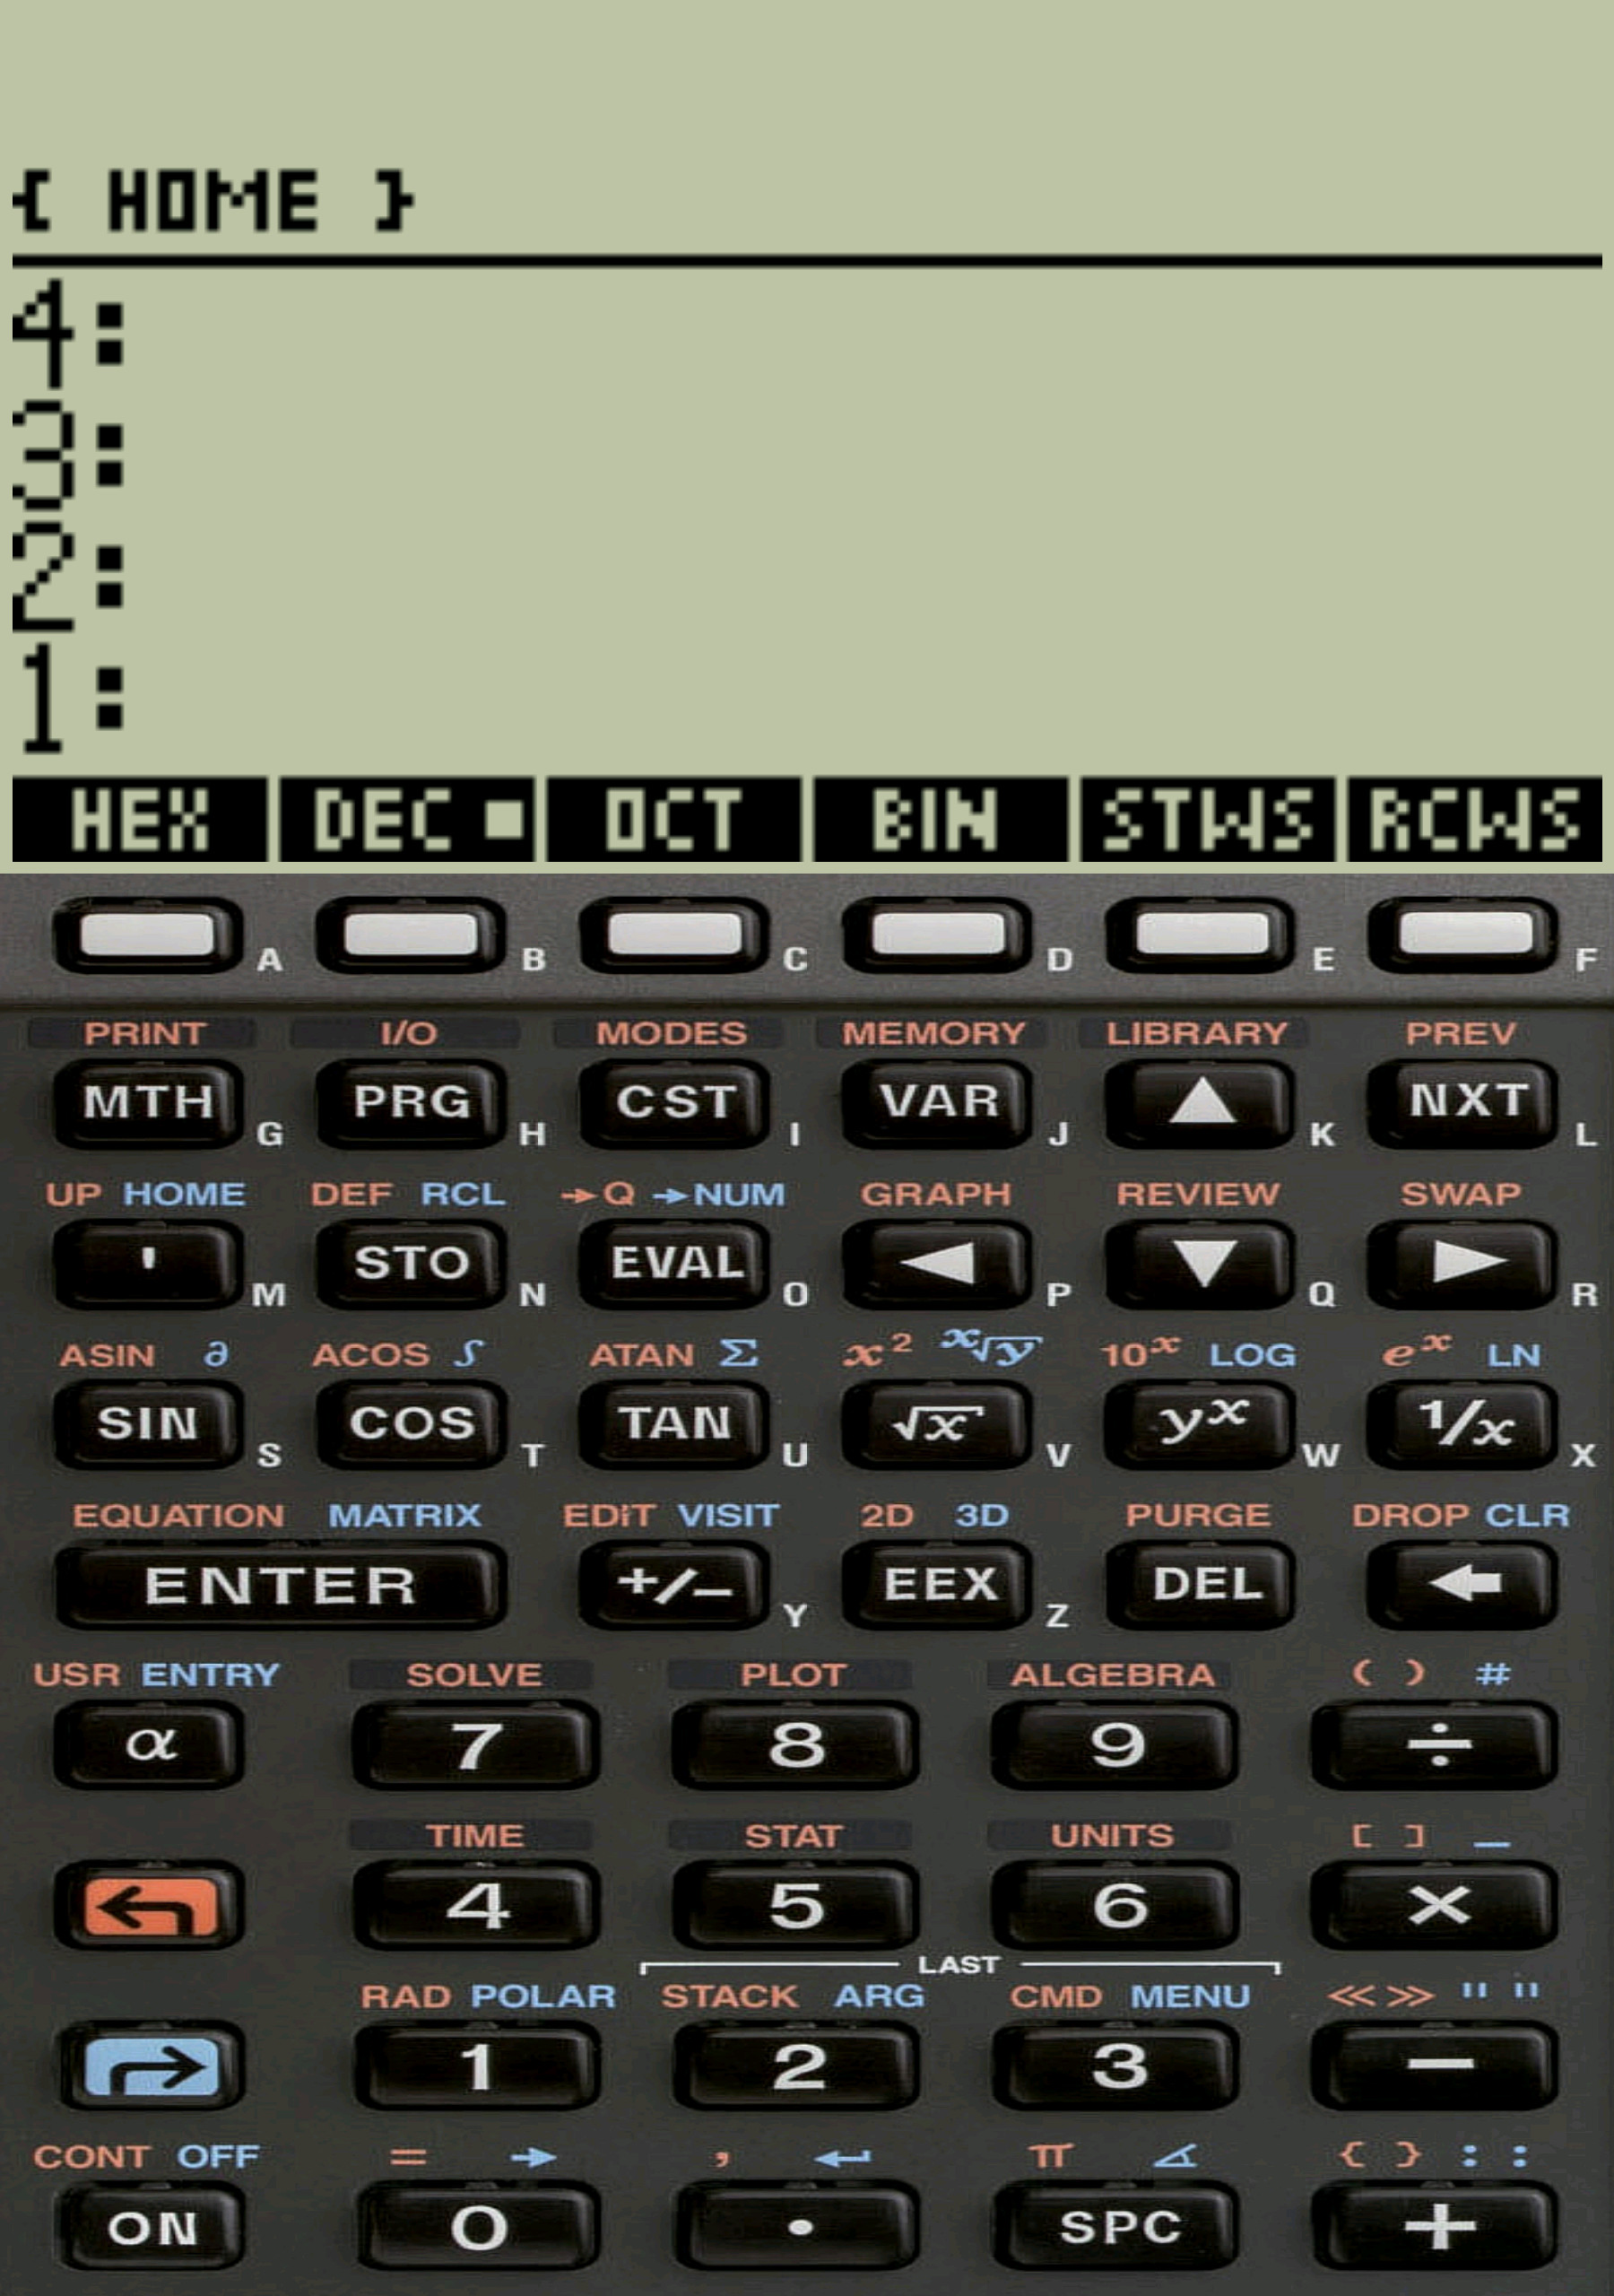 { HOME }
4:
3:
2:
1:
HEX DEC ■ OCT BIN STWS RCWS
A B C D E F
PRINT I/O MODES MEMORY LIBRARY PREV
MTH G PRG H CST I VAR J ▲ K NXT L
UP HOME DEF RCL →Q →NUM GRAPH REVIEW SWAP
' M STO N EVAL O ◀ P ▼ Q ▶ R
ASIN ∂ ACOS ∫ ATAN Σ x² ˣ√y 10ˣ LOG eˣ LN
SIN S COS T TAN U √x V yˣ W 1/x X
EQUATION MATRIX EDIT VISIT 2D 3D PURGE DROP CLR
ENTER +/− Y EEX Z DEL ⬅
USR ENTRY SOLVE PLOT ALGEBRA ( ) #
α 7 8 9 ÷
TIME STAT UNITS [ ] _
↰ 4 5 6 ×
LAST
RAD POLAR STACK ARG CMD MENU ≪≫ " "
↱ 1 2 3 −
CONT OFF = → , ↵ π ∡ { } : :
ON 0 . SPC +